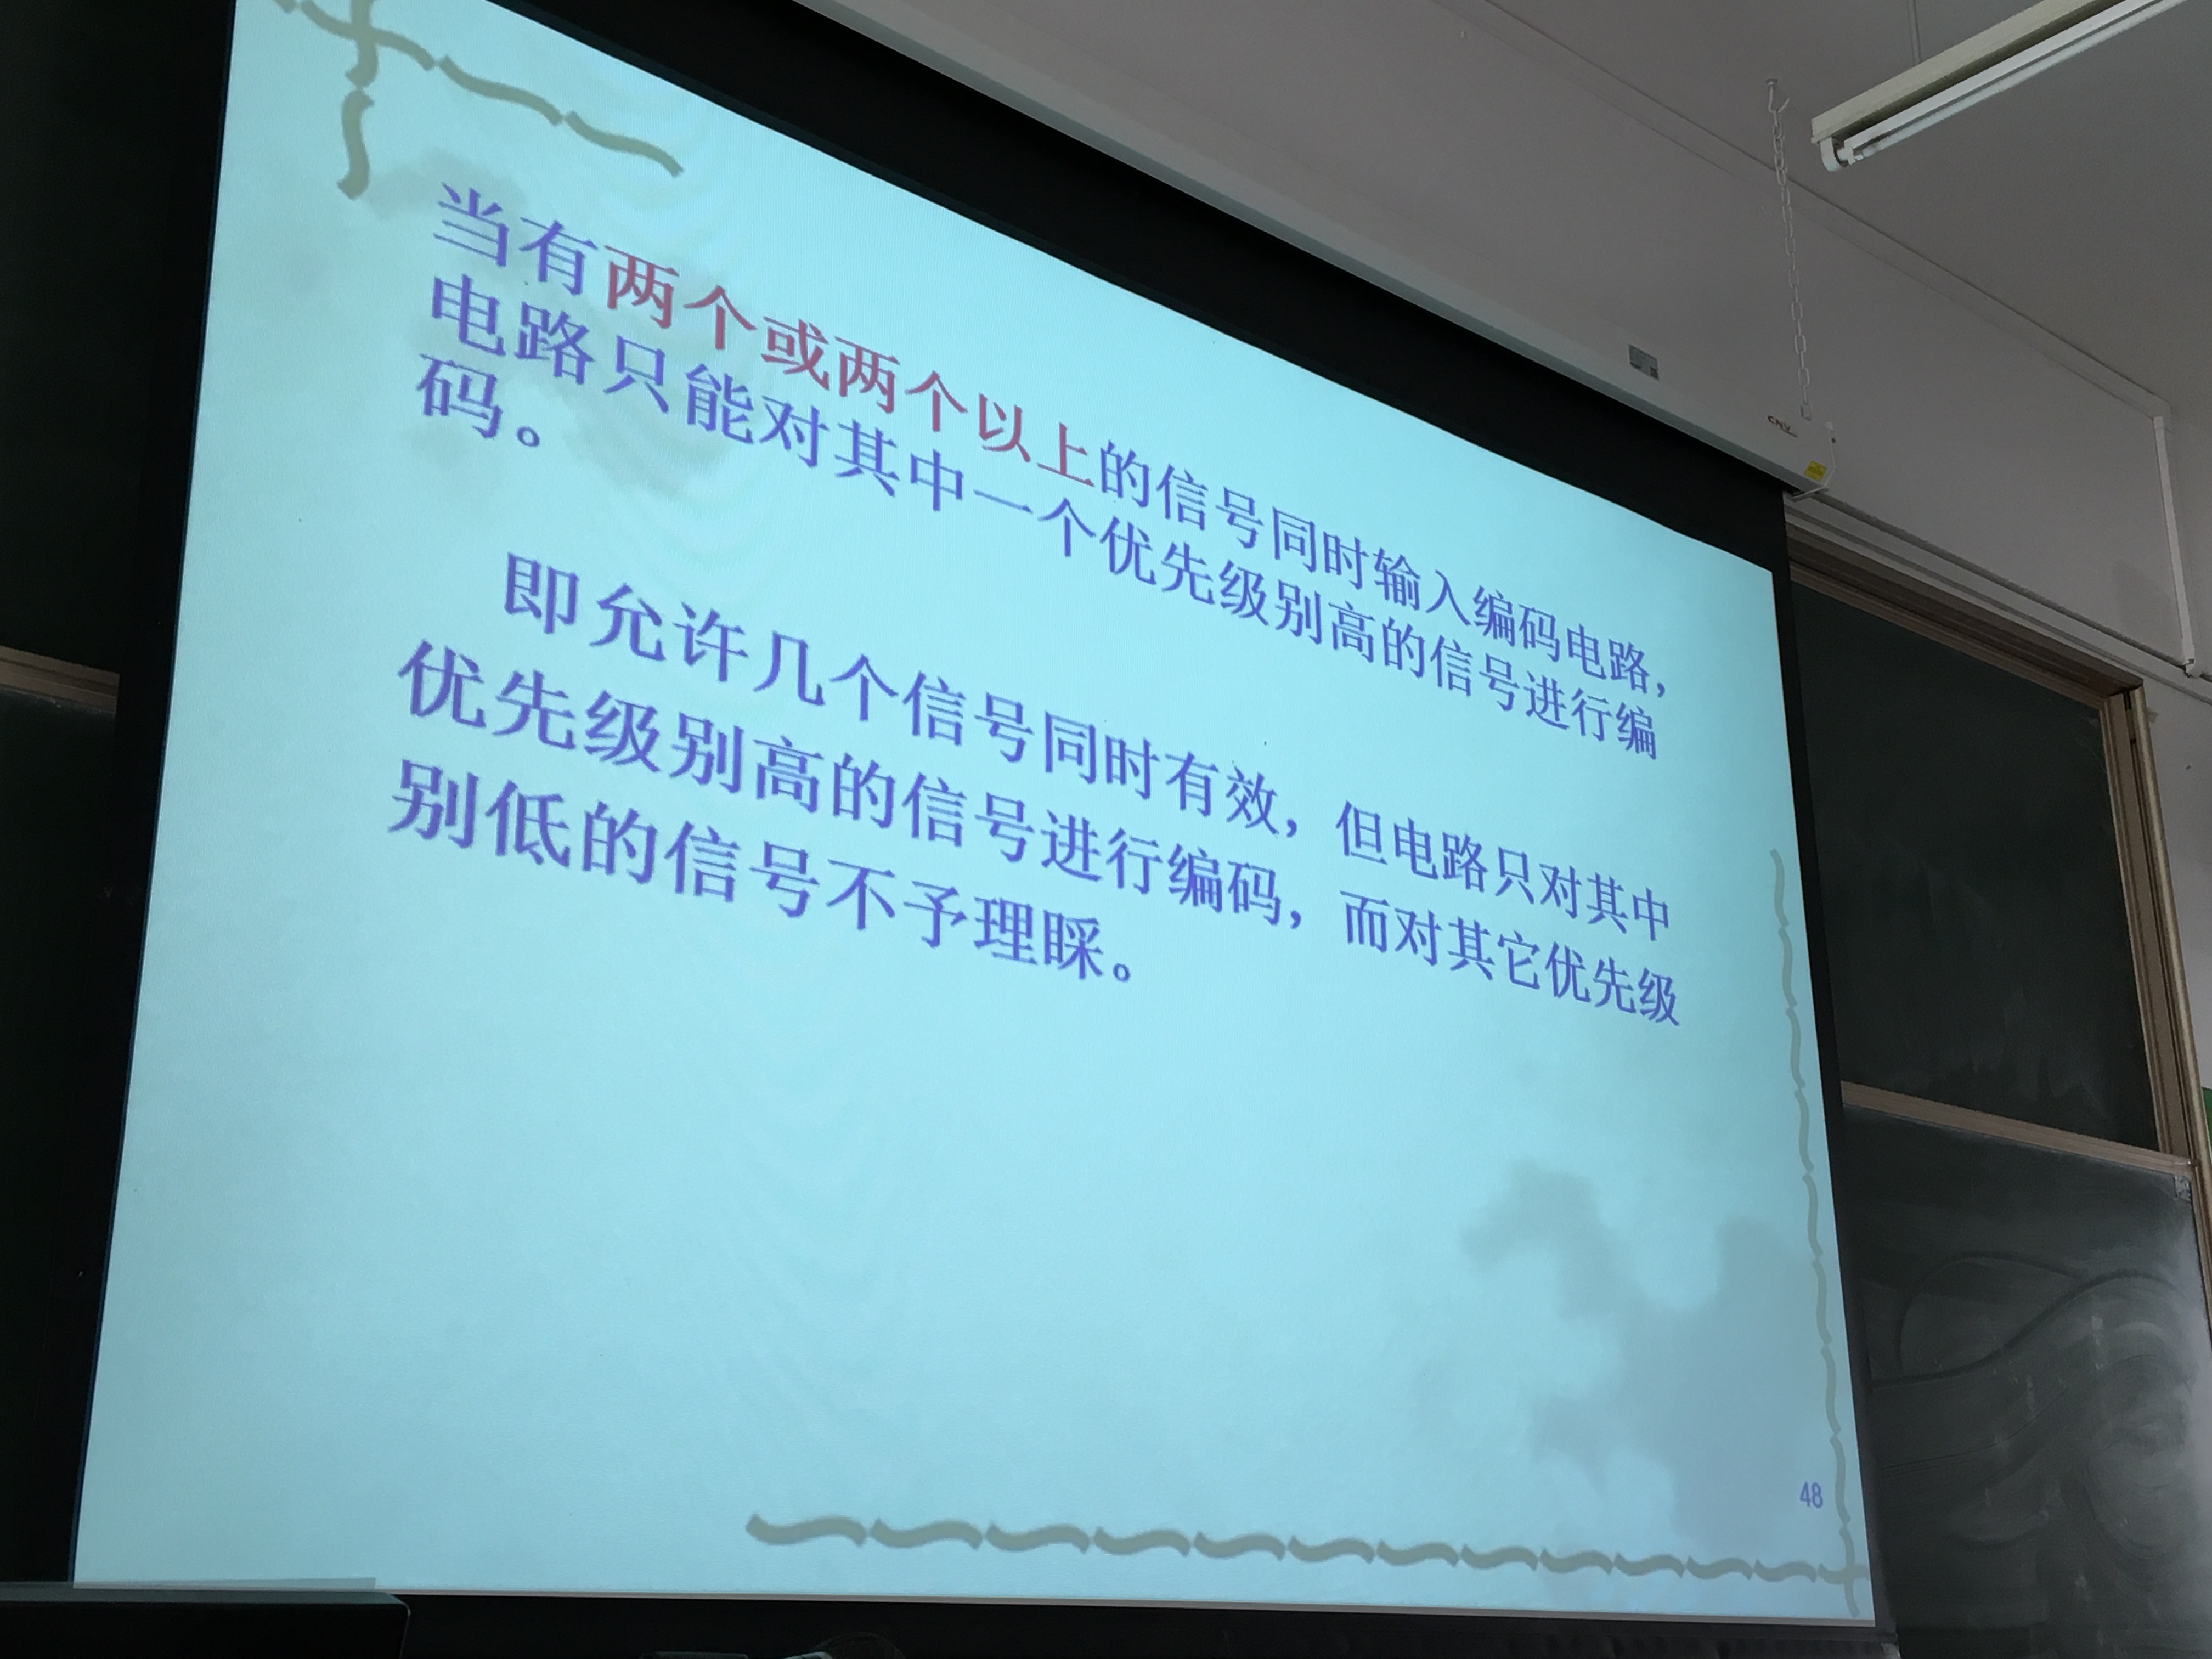 当有两个或两个以上的信号同时输入编码电路，
电路只能对其中一个优先级别高的信号进行编
码。
即允许几个信号同时有效，但电路只对其中
优先级别高的信号进行编码，而对其它优先级
别低的信号不予理睬。
48